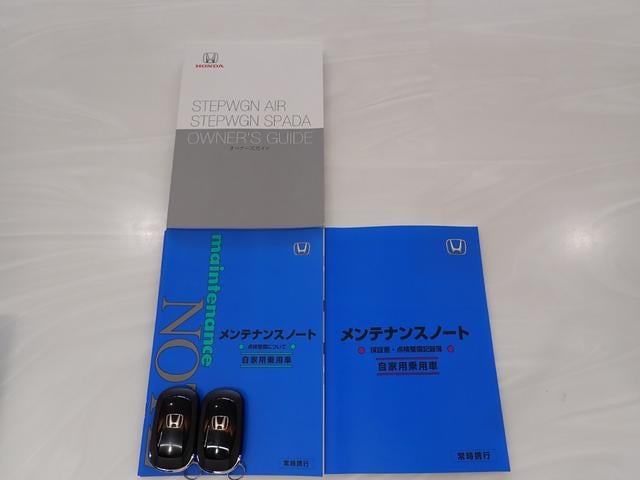 HONDA
STEPWGN AIR
STEPWGN SPADA
OWNER'S GUIDE
オーナーズガイド
maintenance
メンテナンスノート
点検整備について
自家用乗用車
常時携行
メンテナンスノート
保証書・点検整備記録簿
自家用乗用車
常時携行